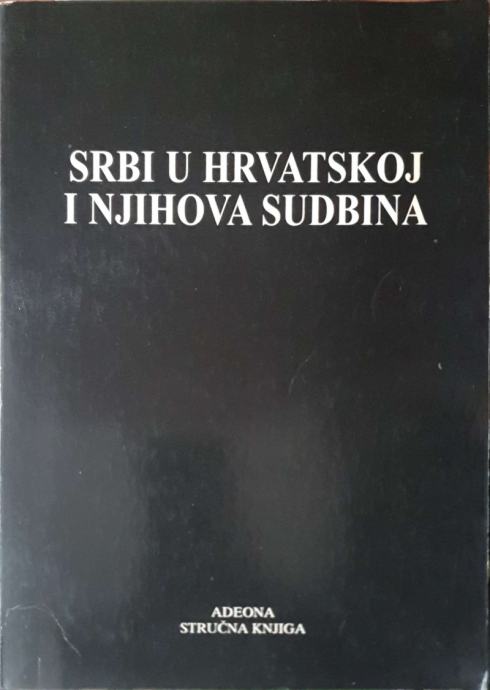 SRBI U HRVATSKOJ
I NJIHOVA SUDBINA
ADEONA
STRUČNA KNJIGA